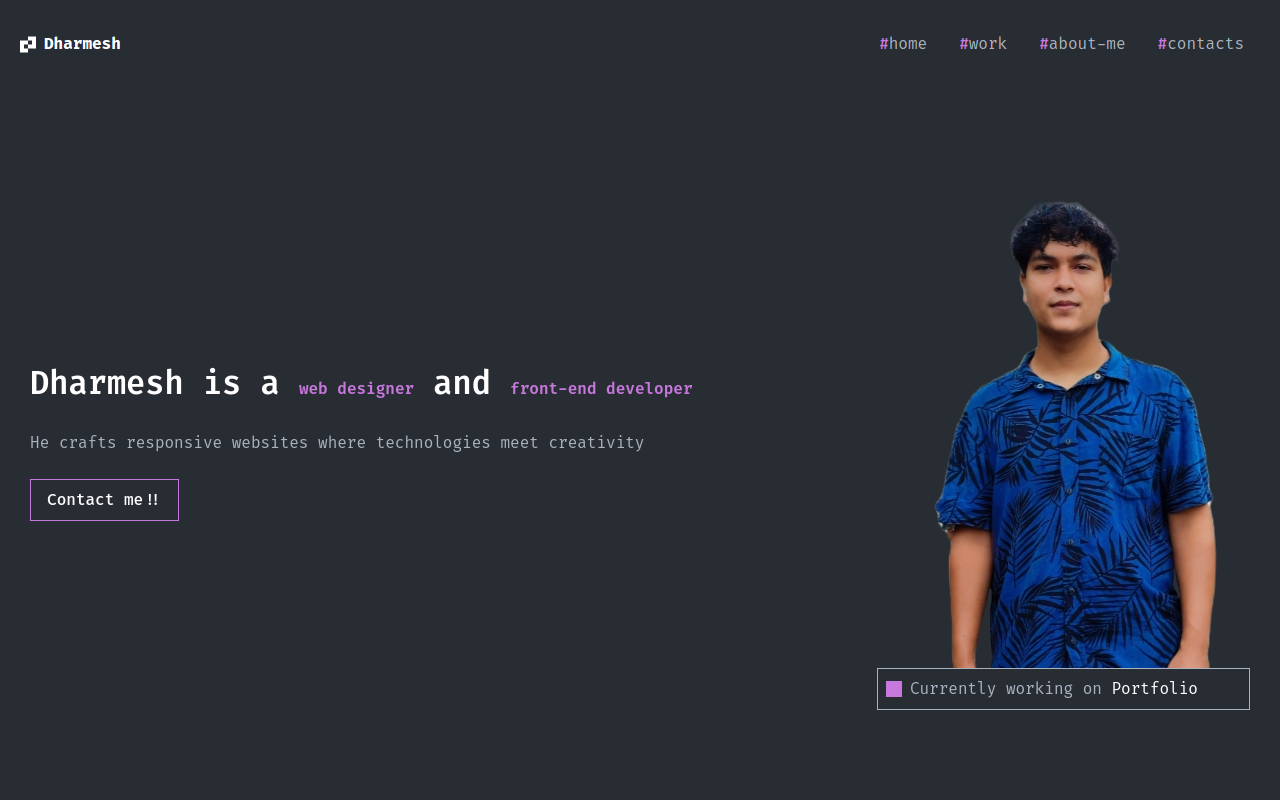 Dharmesh
#home #work #about-me #contacts
Dharmesh is a web designer and front-end developer
He crafts responsive websites where technologies meet creativity
Contact me!!
Currently working on Portfolio